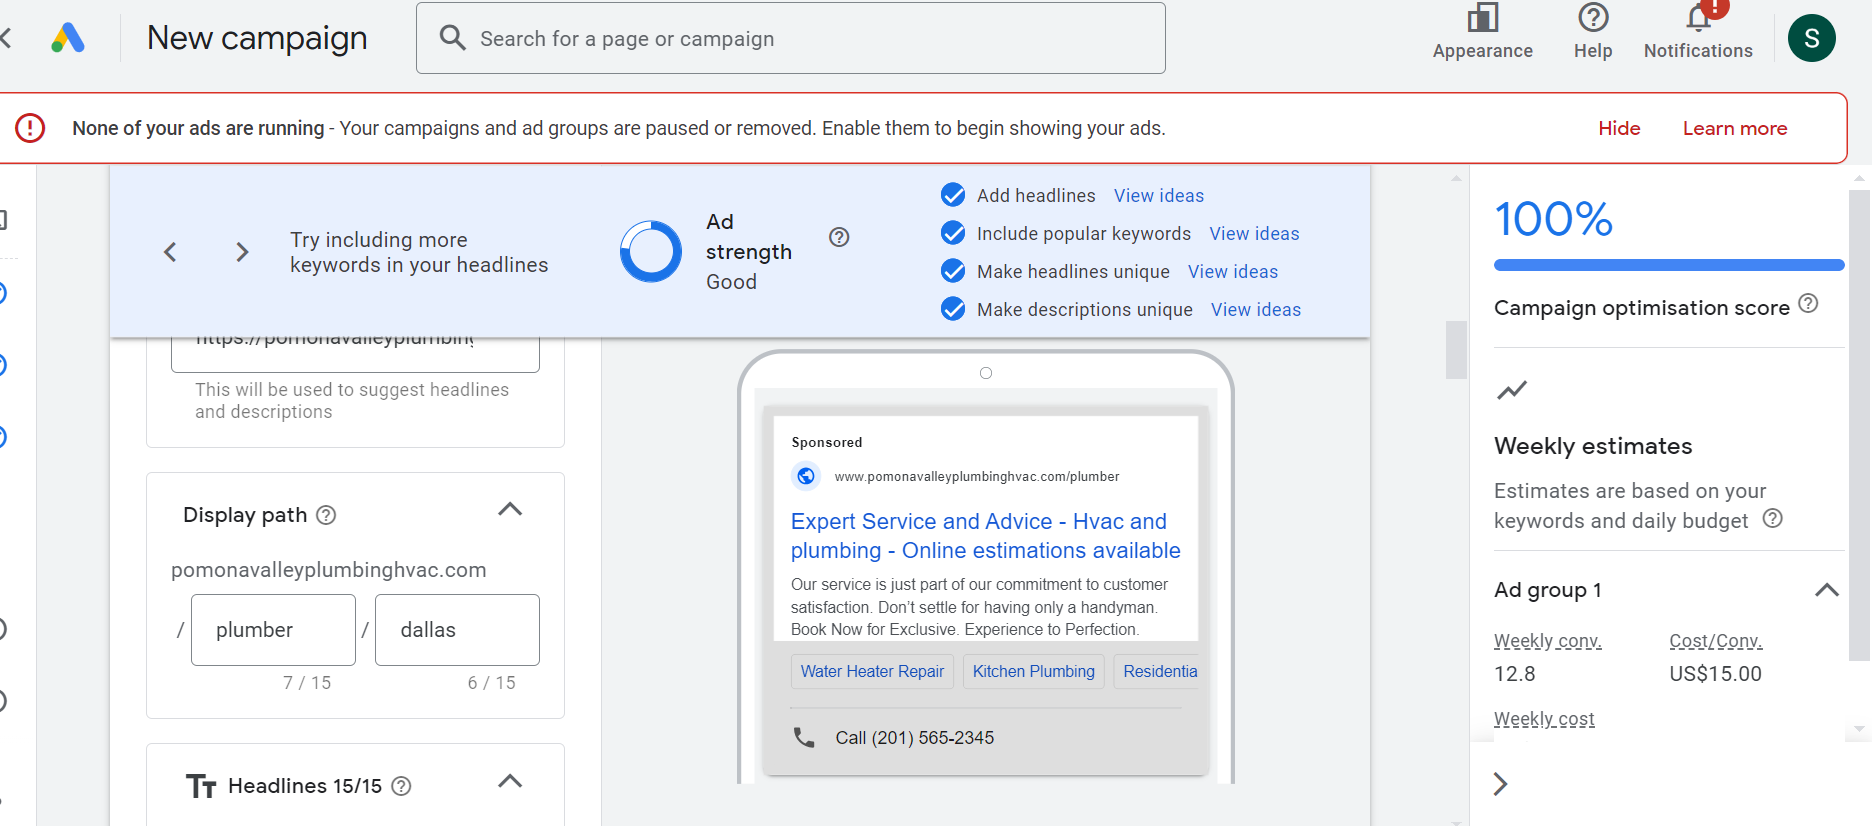 New campaign
Search for a page or campaign
Appearance
Help
Notifications
S
None of your ads are running - Your campaigns and ad groups are paused or removed. Enable them to begin showing your ads.
Hide
Learn more
Try including more
keywords in your headlines
Ad
strength
Good
Add headlines View ideas
Include popular keywords View ideas
Make headlines unique View ideas
Make descriptions unique View ideas
This will be used to suggest headlines
and descriptions
Display path
pomonavalleyplumbinghvac.com
/ plumber / dallas
7 / 15
6 / 15
Headlines 15/15
Sponsored
www.pomonavalleyplumbinghvac.com/plumber
Expert Service and Advice - Hvac and
plumbing - Online estimations available
Our service is just part of our commitment to customer
satisfaction. Don't settle for having only a handyman.
Book Now for Exclusive. Experience to Perfection.
Water Heater Repair
Kitchen Plumbing
Residentia
Call (201) 565-2345
100%
Campaign optimisation score
Weekly estimates
Estimates are based on your
keywords and daily budget
Ad group 1
Weekly conv. Cost/Conv.
12.8 US$15.00
Weekly cost